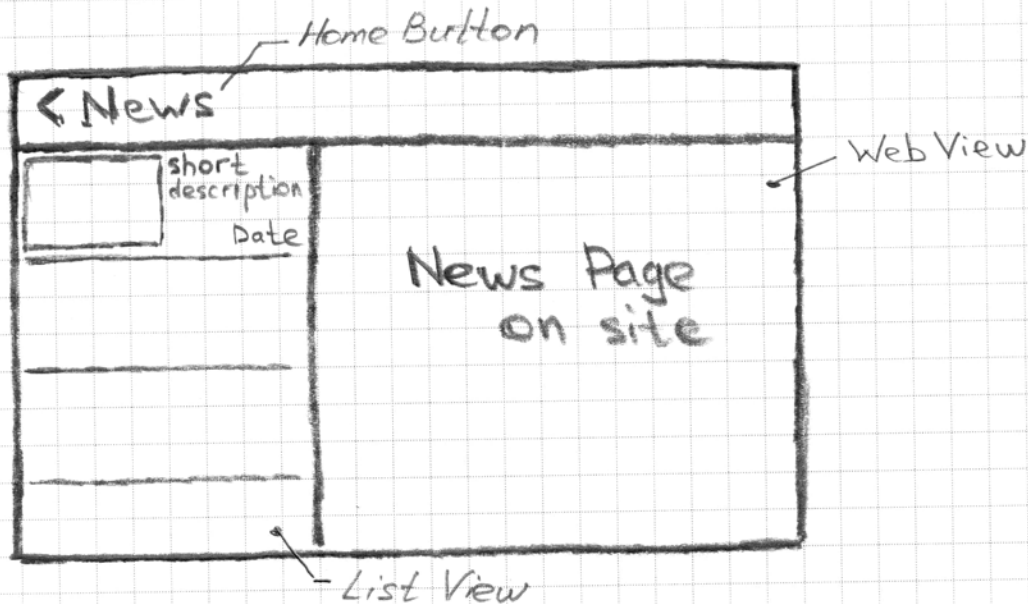 Home Button
< News
Web View
short
description
Date
News Page
on site
List View